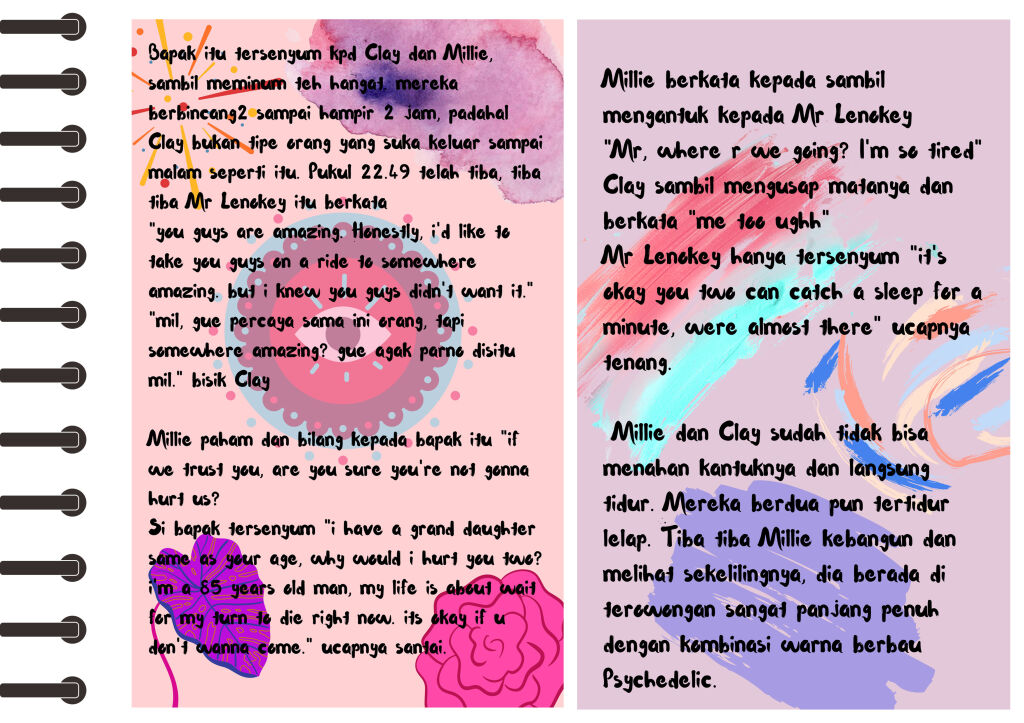 Bapak itu tersenyum kpd Clay dan Millie,
sambil meminum teh hangat. mereka
berbincang2 sampai hampir 2 Jam, padahal
Clay bukan tipe orang yang suka keluar sampai
malam seperti itu. Pukul 22.49 telah tiba, tiba
tiba Mr Lenokey itu berkata
"you guys are amazing. Honestly, i'd like to
take you guys on a ride to somewhere
amazing. but i knew you guys didn't want it."
"mil, gue percaya sama ini orang, tapi
somewhere amazing? gue agak parno disitu
mil." bisik Clay
Millie paham dan bilang kepada bapak itu "if
we trust you, are you sure you're not gonna
hurt us?
Si bapak tersenyum "i have a grand daughter
same as your age, why would i hurt you two?
i'm a 85 years old man, my life is about wait
for my turn to die right now. its okay if u
don't wanna come." ucapnya santai.
Millie berkata kepada sambil
mengantuk kepada Mr Lenokey
"Mr, where r we going? I'm so tired"
Clay sambil mengusap matanya dan
berkata "me too ughh"
Mr Lenokey hanya tersenyum "it's
okay you two can catch a sleep for a
minute, were almost there" ucapnya
tenang.
Millie dan Clay sudah tidak bisa
menahan kantuknya dan langsung
tidur. Mereka berdua pun tertidur
lelap. Tiba tiba Millie kebangun dan
melihat sekelilingnya, dia berada di
terowongan sangat panjang penuh
dengan kombinasi warna berbau
Psychedelic.